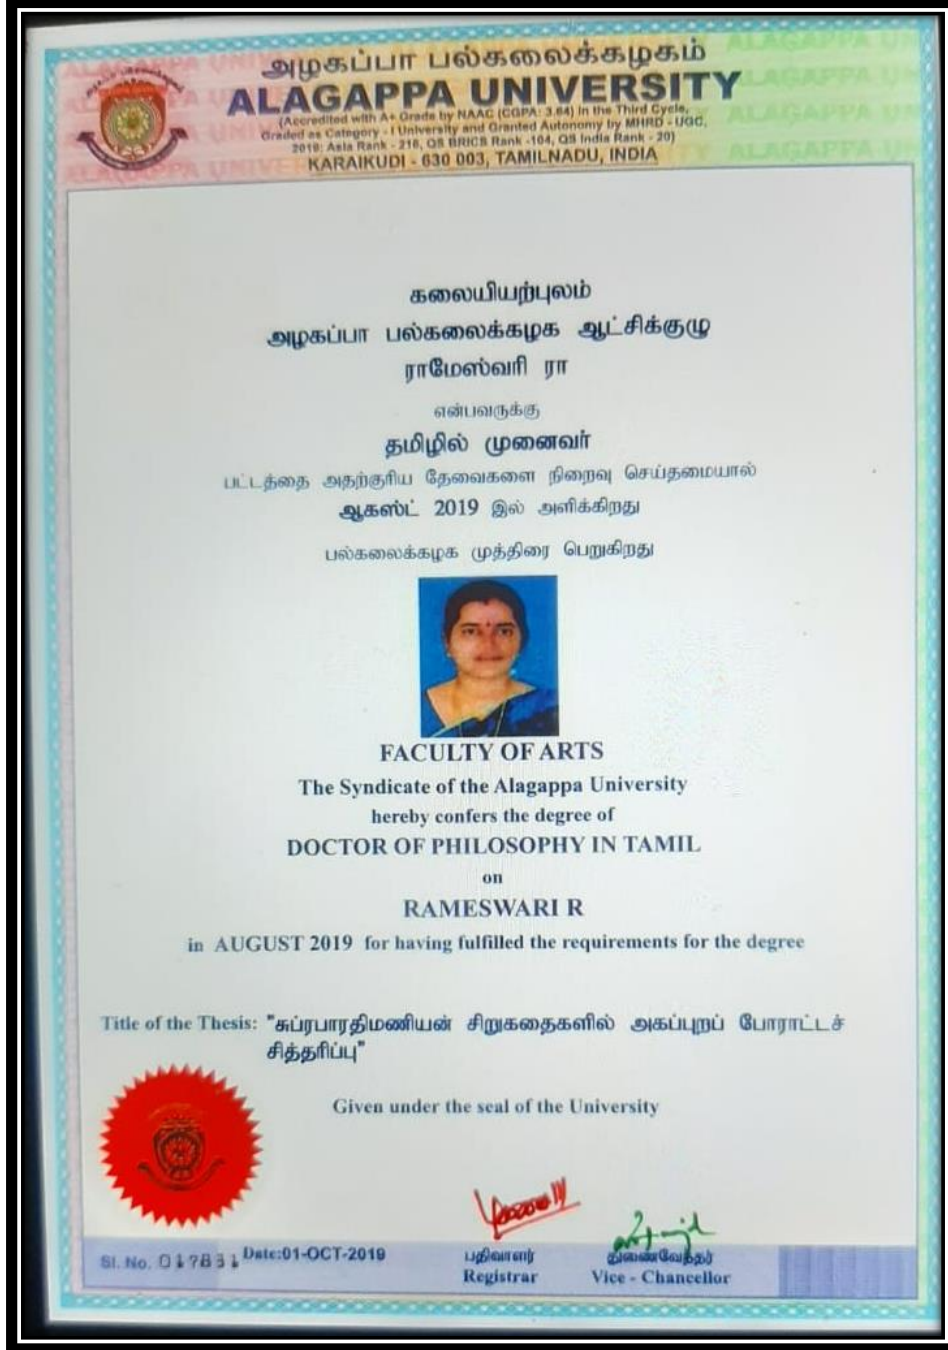 அழகப்பா பல்கலைக்கழகம்
ALAGAPPA UNIVERSITY
(Accredited with A+ Grade by NAAC (CGPA: 3.64) in the Third Cycle,
Graded as Category - I University and Granted Autonomy by MHRD - UGC,
2019: Asia Rank - 216, QS BRICS Rank -104, QS India Rank - 20)
KARAIKUDI - 630 003, TAMILNADU, INDIA
கலையியற்புலம்
அழகப்பா பல்கலைக்கழக ஆட்சிக்குழு
ராமேஸ்வரி ரா
என்பவருக்கு
தமிழில் முனைவர்
பட்டத்தை அதற்குரிய தேவைகளை நிறைவு செய்தமையால்
ஆகஸ்ட் 2019 இல் அளிக்கிறது
பல்கலைக்கழக முத்திரை பெறுகிறது
FACULTY OF ARTS
The Syndicate of the Alagappa University
hereby confers the degree of
DOCTOR OF PHILOSOPHY IN TAMIL
on
RAMESWARI R
in AUGUST 2019 for having fulfilled the requirements for the degree
Title of the Thesis: "சுப்ரபாரதிமணியன் சிறுகதைகளில் அகப்புறப் போராட்டச்
சித்தரிப்பு"
Given under the seal of the University
Sl. No. 017831 Date:01-OCT-2019
பதிவாளர் துணைவேந்தர்
Registrar Vice - Chancellor